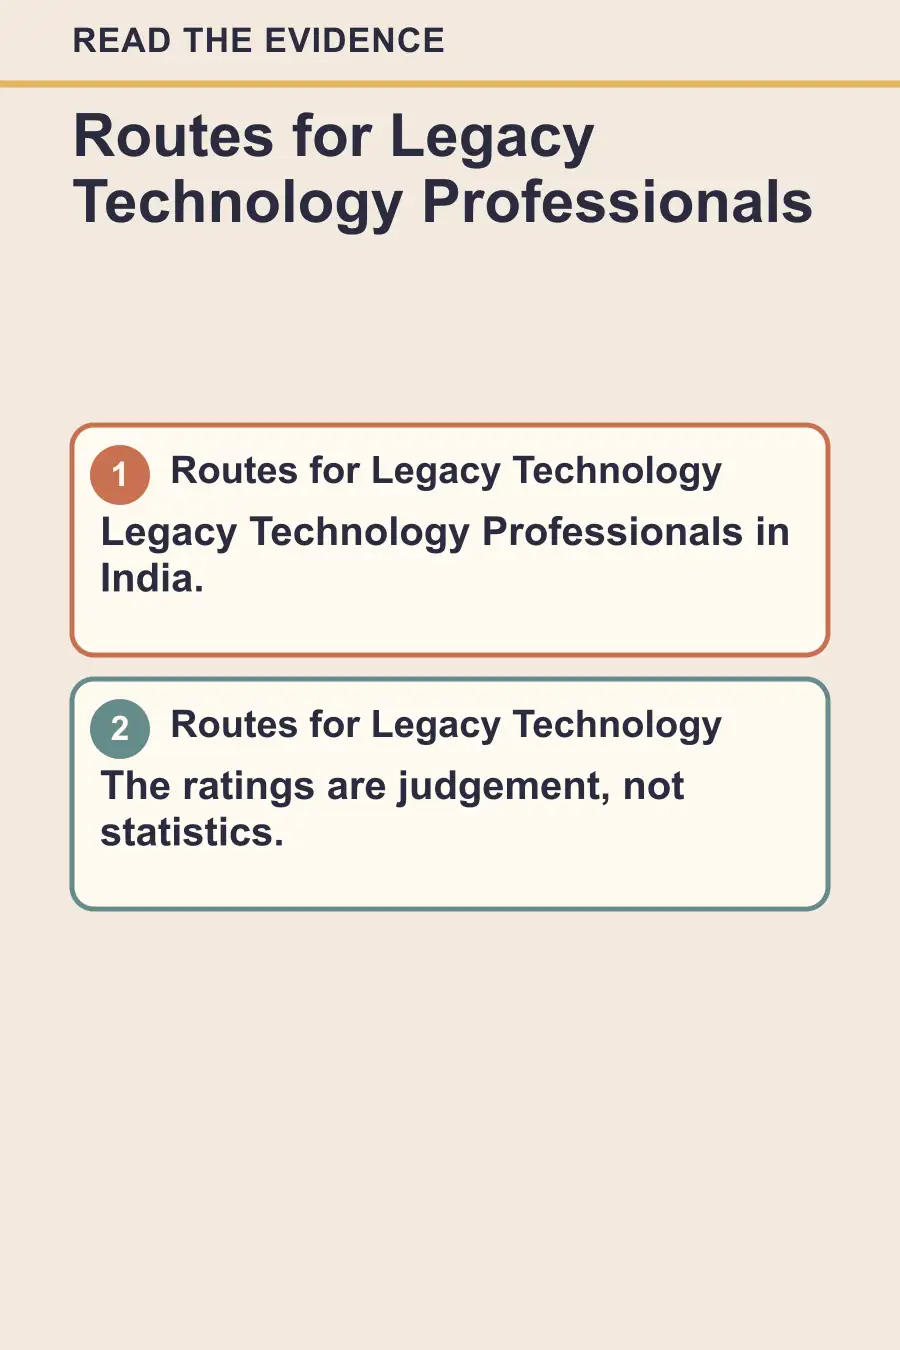 READ THE EVIDENCE
Routes for Legacy
Technology Professionals
1 Routes for Legacy Technology
Legacy Technology Professionals in
India.
2 Routes for Legacy Technology
The ratings are judgement, not
statistics.